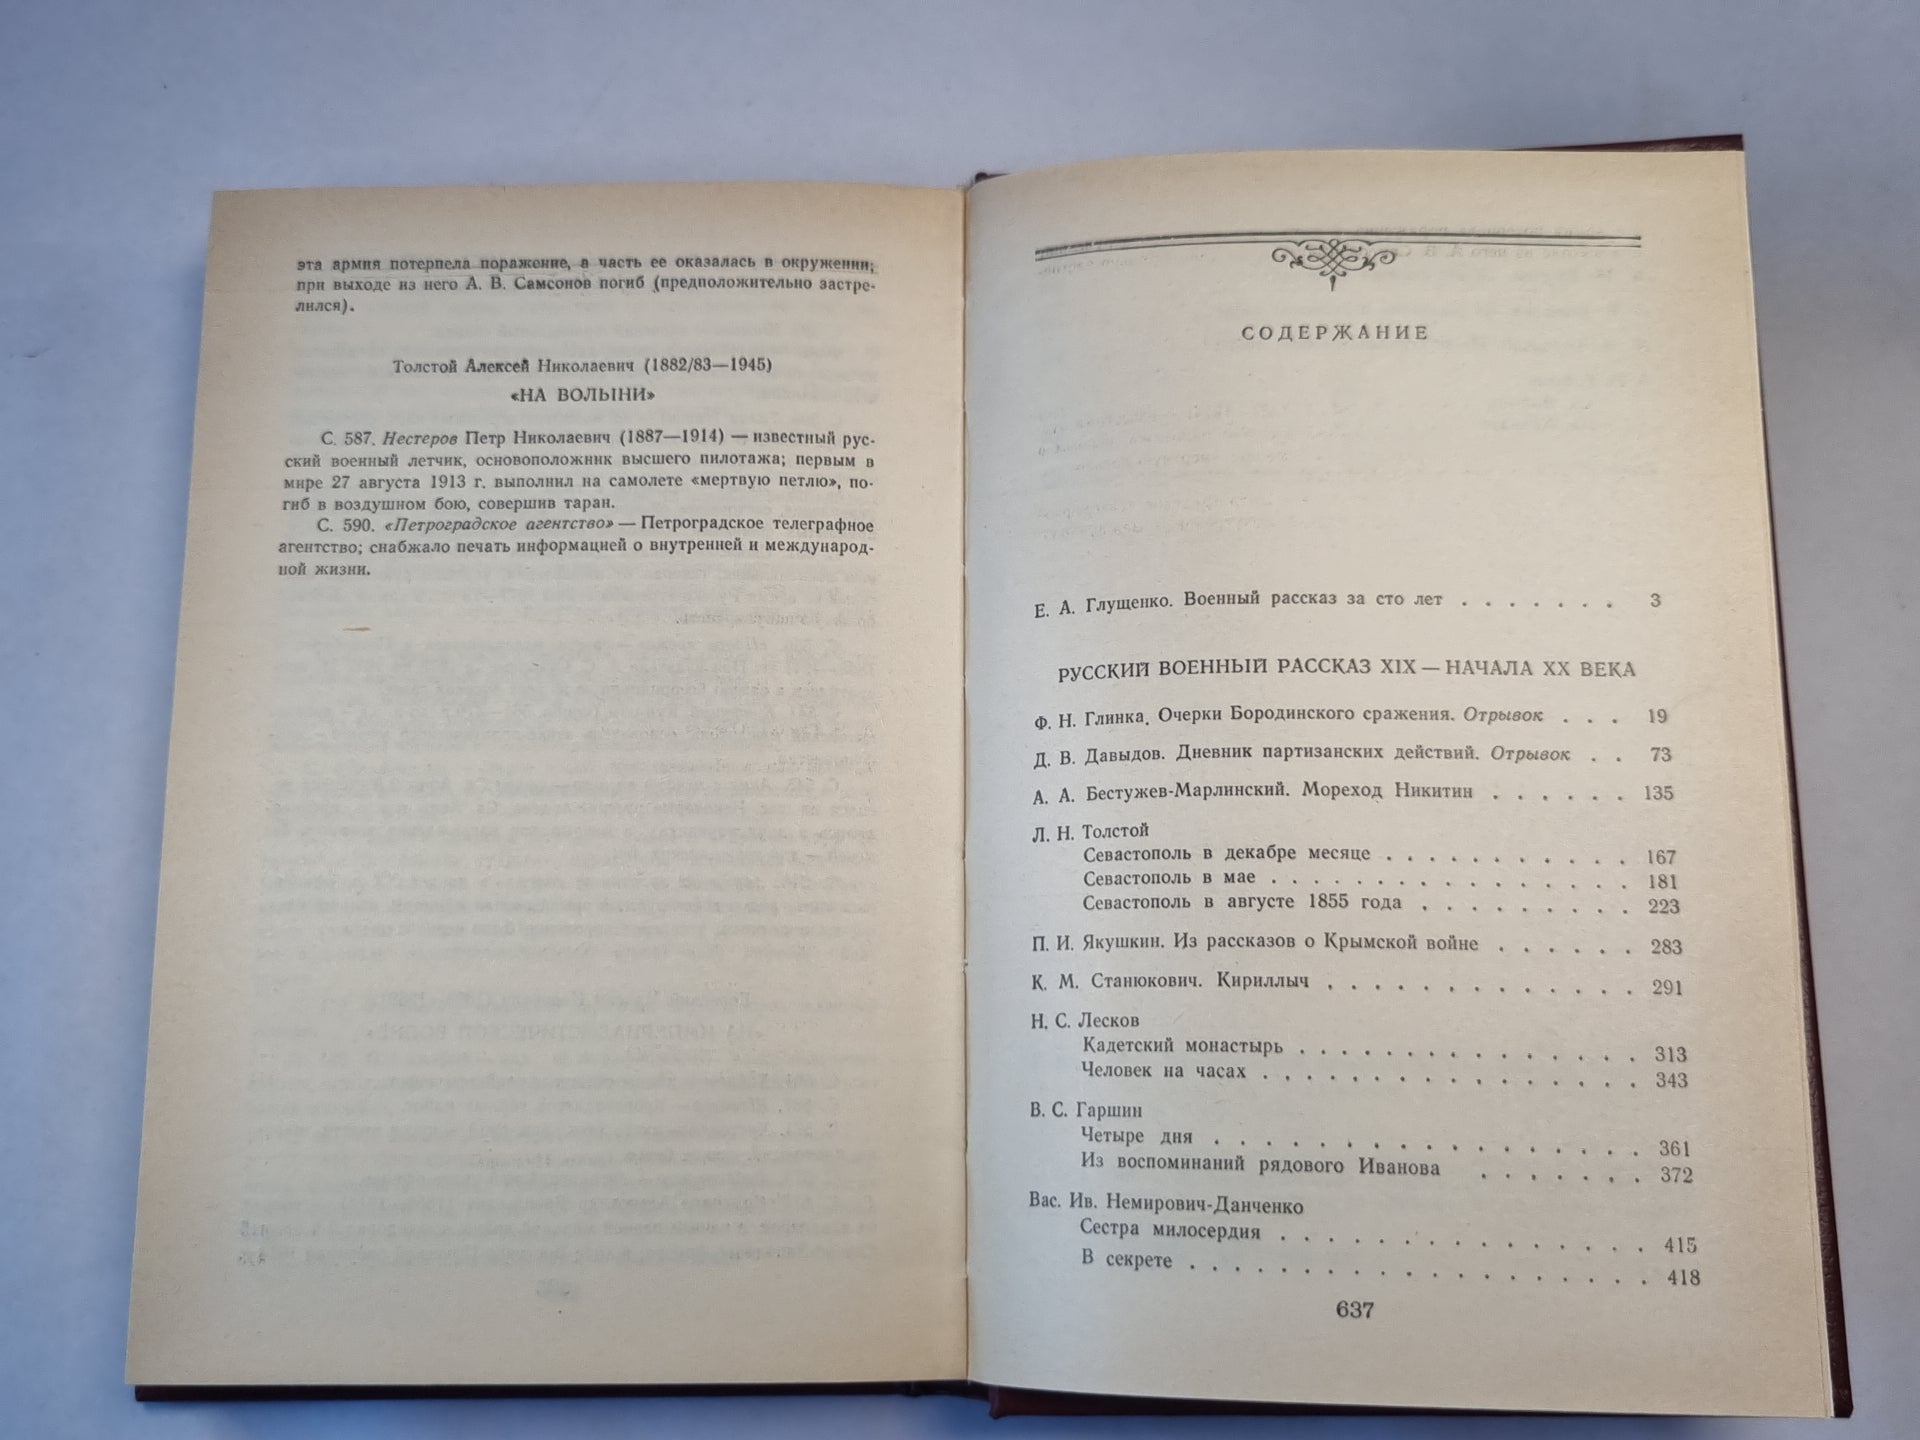 эта армия потерпела поражение, а часть ее оказалась в окружении;
при выходе из него А. В. Самсонов погиб (предположительно застре-
лился).
Толстой Алексей Николаевич (1882/83—1945)
«НА ВОЛЫНИ»
С. 587. Нестеров Петр Николаевич (1887—1914) — известный рус-
ский военный летчик, основоположник высшего пилотажа; первым в
мире 27 августа 1913 г. выполнил на самолете «мертвую петлю», по-
гиб в воздушном бою, совершив таран.
С. 590. «Петроградское агентство» — Петроградское телеграфное
агентство; снабжало печать информацией о внутренней и международ-
ной жизни.
СОДЕРЖАНИЕ
Е. А. Глущенко. Военный рассказ за сто лет . . . . . . . 3
РУССКИЙ ВОЕННЫЙ РАССКАЗ XIX — НАЧАЛА XX ВЕКА
Ф. Н. Глинка. Очерки Бородинского сражения. Отрывок . . . 19
Д. В. Давыдов. Дневник партизанских действий. Отрывок . . 73
А. А. Бестужев-Марлинский. Мореход Никитин . . . . . . 135
Л. Н. Толстой
Севастополь в декабре месяце . . . . . . . . . . 167
Севастополь в мае . . . . . . . . . . . . . . 181
Севастополь в августе 1855 года . . . . . . . . . 223
П. И. Якушкин. Из рассказов о Крымской войне . . . . . . 283
К. М. Станюкович. Кириллыч . . . . . . . . . . . . 291
Н. С. Лесков
Кадетский монастырь . . . . . . . . . . . . . 313
Человек на часах . . . . . . . . . . . . . . . 343
В. С. Гаршин
Четыре дня . . . . . . . . . . . . . . . . 361
Из воспоминаний рядового Иванова . . . . . . . 372
Вас. Ив. Немирович-Данченко
Сестра милосердия . . . . . . . . . . . . . . 415
В секрете . . . . . . . . . . . . . . . . . 418
637